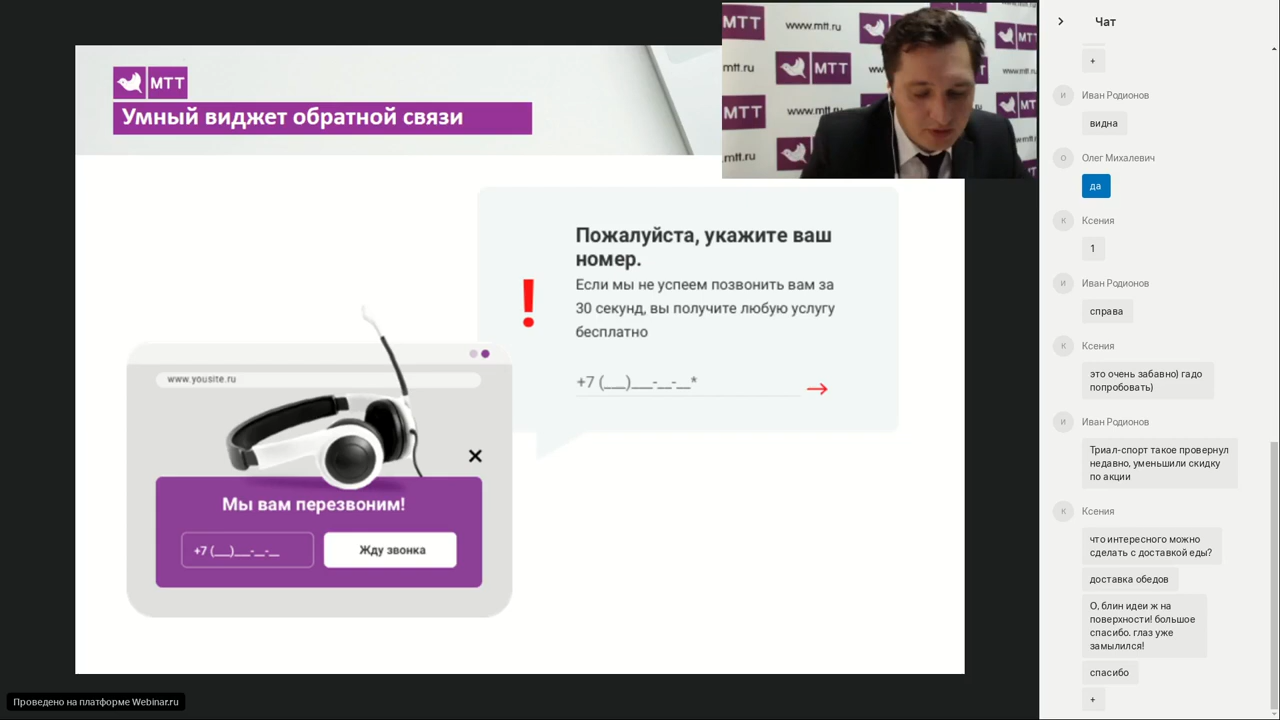 МТТ
Умный виджет обратной связи
Пожалуйста, укажите ваш
номер.
Если мы не успеем позвонить вам за
30 секунд, вы получите любую услугу
бесплатно
+7 (___)___-__-__*
www.yousite.ru
Мы вам перезвоним!
+7 (___)___-__-__
Жду звонка
МТТ
www.mtt.ru
МТТ
www.mtt.ru
МТТ
Проведено на платформе Webinar.ru
Чат
+
И
Иван Родионов
видна
О
Олег Михалевич
да
К
Ксения
1
И
Иван Родионов
справа
К
Ксения
это очень забавно) гадо
попробовать)
И
Иван Родионов
Триал-спорт такое провернул
недавно, уменьшили скидку
по акции
К
Ксения
что интересного можно
сделать с доставкой еды?
доставка обедов
О, блин идеи ж на
поверхности! большое
спасибо. глаз уже
замылился!
спасибо
+